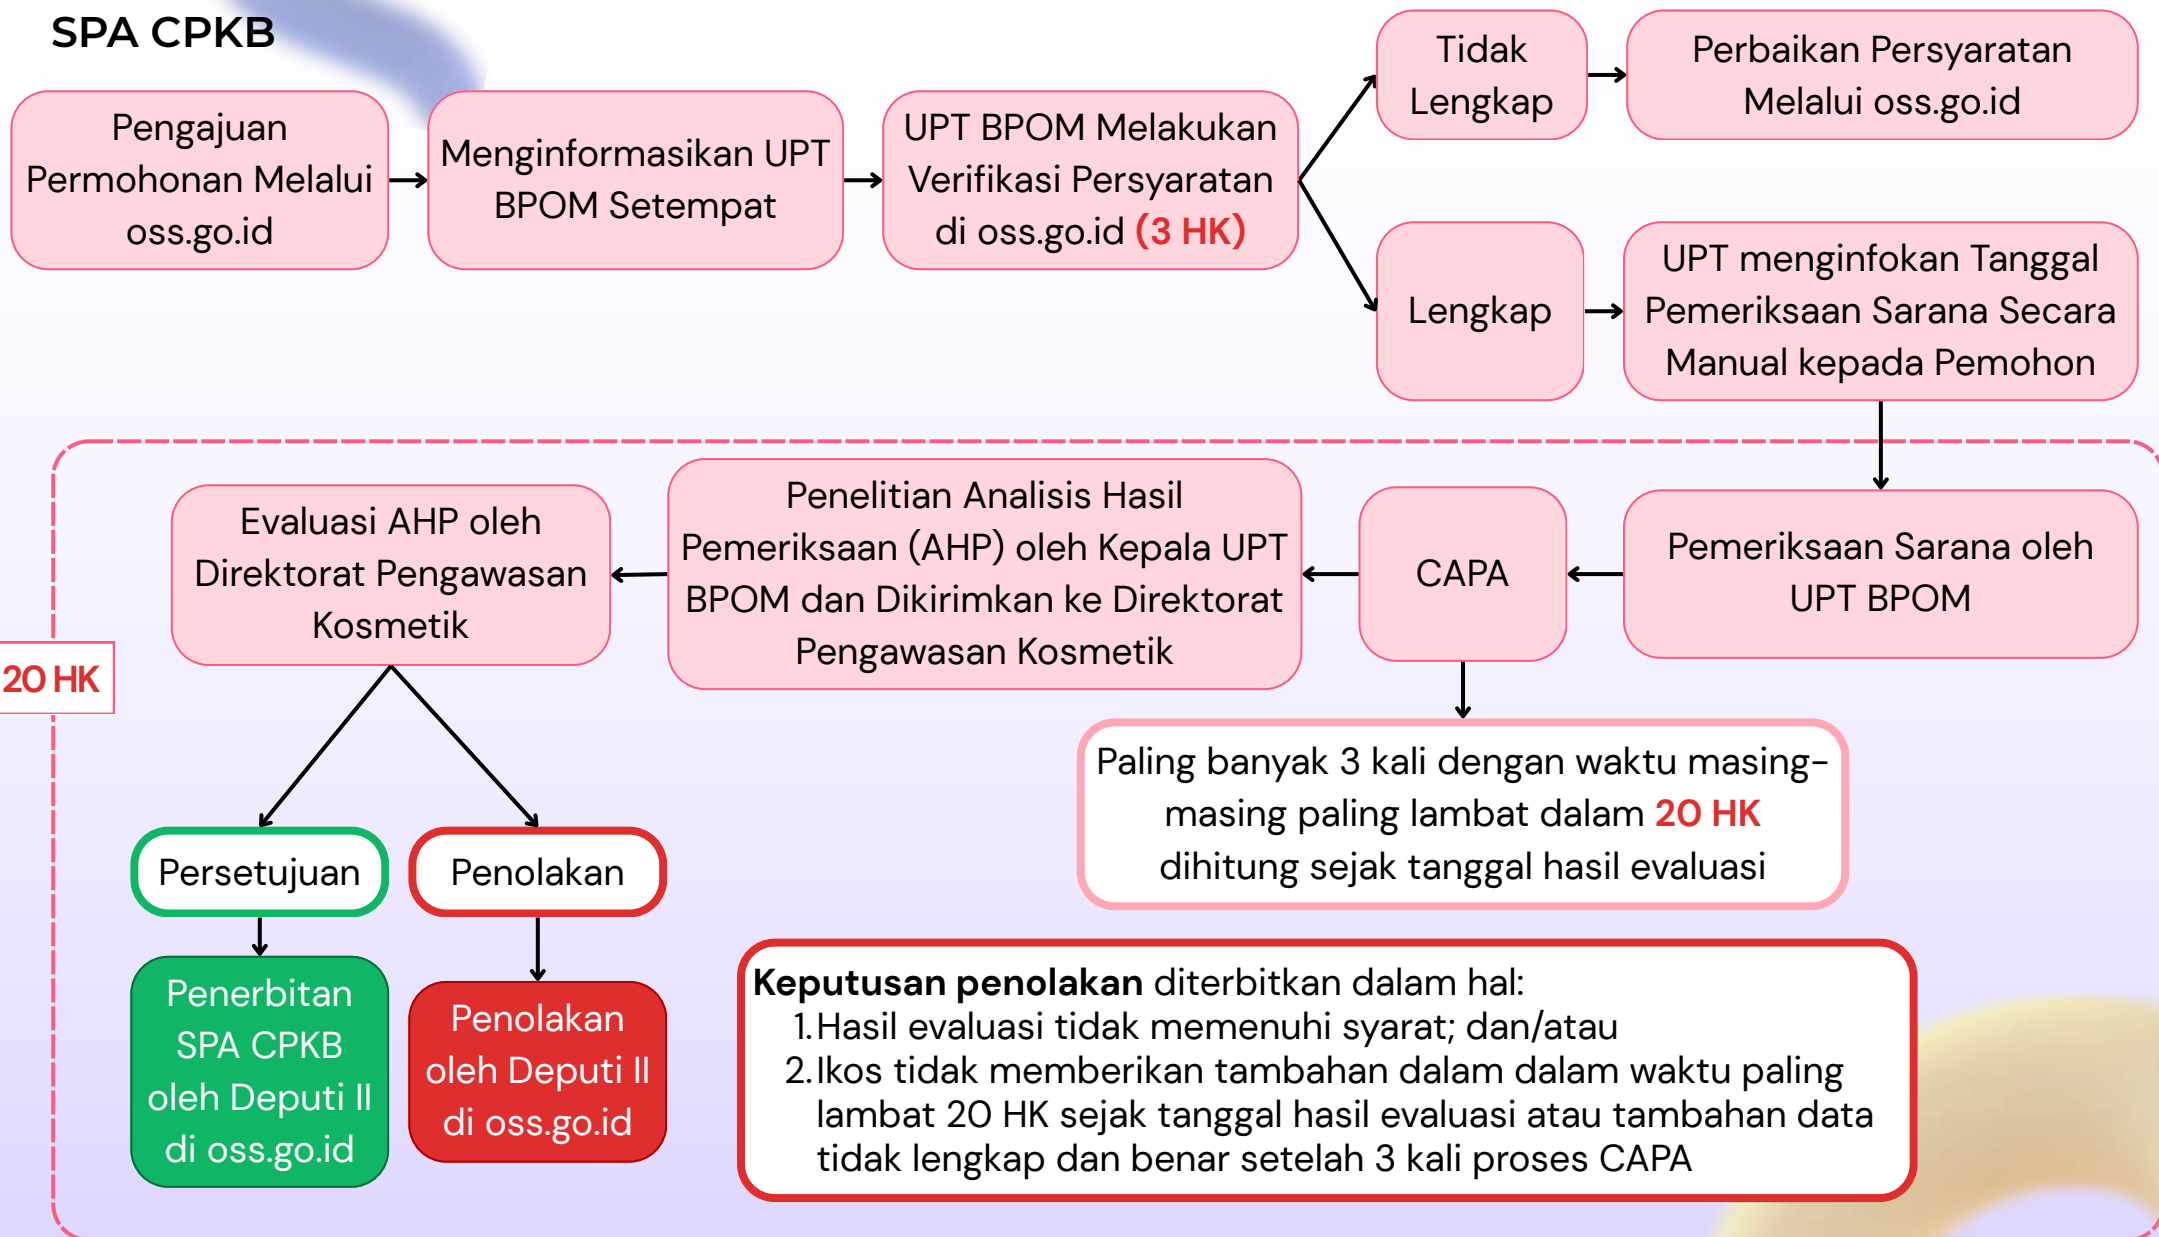 SPA CPKB
Pengajuan
Permohonan Melalui
oss.go.id
Menginformasikan UPT
BPOM Setempat
UPT BPOM Melakukan
Verifikasi Persyaratan
di oss.go.id (3 HK)
Tidak
Lengkap
Perbaikan Persyaratan
Melalui oss.go.id
Lengkap
UPT menginfokan Tanggal
Pemeriksaan Sarana Secara
Manual kepada Pemohon
Pemeriksaan Sarana oleh
UPT BPOM
CAPA
Paling banyak 3 kali dengan waktu masing-
masing paling lambat dalam 20 HK
dihitung sejak tanggal hasil evaluasi
Penelitian Analisis Hasil
Pemeriksaan (AHP) oleh Kepala UPT
BPOM dan Dikirimkan ke Direktorat
Pengawasan Kosmetik
Evaluasi AHP oleh
Direktorat Pengawasan
Kosmetik
20 HK
Persetujuan
Penolakan
Penerbitan
SPA CPKB
oleh Deputi II
di oss.go.id
Penolakan
oleh Deputi II
di oss.go.id
Keputusan penolakan diterbitkan dalam hal:
1. Hasil evaluasi tidak memenuhi syarat; dan/atau
2. Ikos tidak memberikan tambahan dalam dalam waktu paling
lambat 20 HK sejak tanggal hasil evaluasi atau tambahan data
tidak lengkap dan benar setelah 3 kali proses CAPA